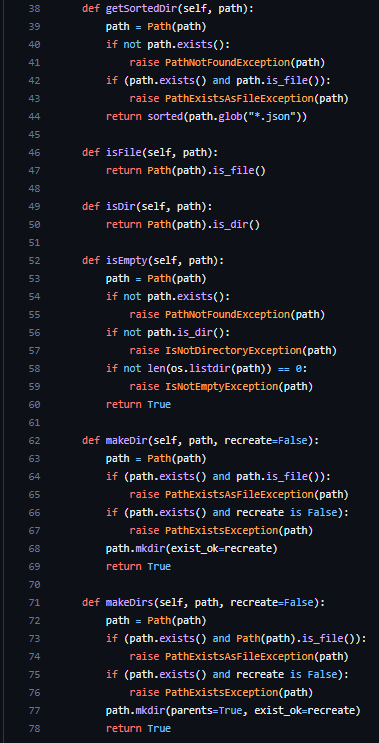 38 def getSortedDir(self, path):
39     path = Path(path)
40     if not path.exists():
41         raise PathNotFoundException(path)
42     if (path.exists() and path.is_file()):
43         raise PathExistsAsFileException(path)
44     return sorted(path.glob("*.json"))
45
46 def isFile(self, path):
47     return Path(path).is_file()
48
49 def isDir(self, path):
50     return Path(path).is_dir()
51
52 def isEmpty(self, path):
53     path = Path(path)
54     if not path.exists():
55         raise PathNotFoundException(path)
56     if not path.is_dir():
57         raise IsNotDirectoryException(path)
58     if not len(os.listdir(path)) == 0:
59         raise IsNotEmptyException(path)
60     return True
61
62 def makeDir(self, path, recreate=False):
63     path = Path(path)
64     if (path.exists() and path.is_file()):
65         raise PathExistsAsFileException(path)
66     if (path.exists() and recreate is False):
67         raise PathExistsException(path)
68     path.mkdir(exist_ok=recreate)
69     return True
70
71 def makeDirs(self, path, recreate=False):
72     path = Path(path)
73     if (path.exists() and Path(path).is_file()):
74         raise PathExistsAsFileException(path)
75     if (path.exists() and recreate is False):
76         raise PathExistsException(path)
77     path.mkdir(parents=True, exist_ok=recreate)
78     return True